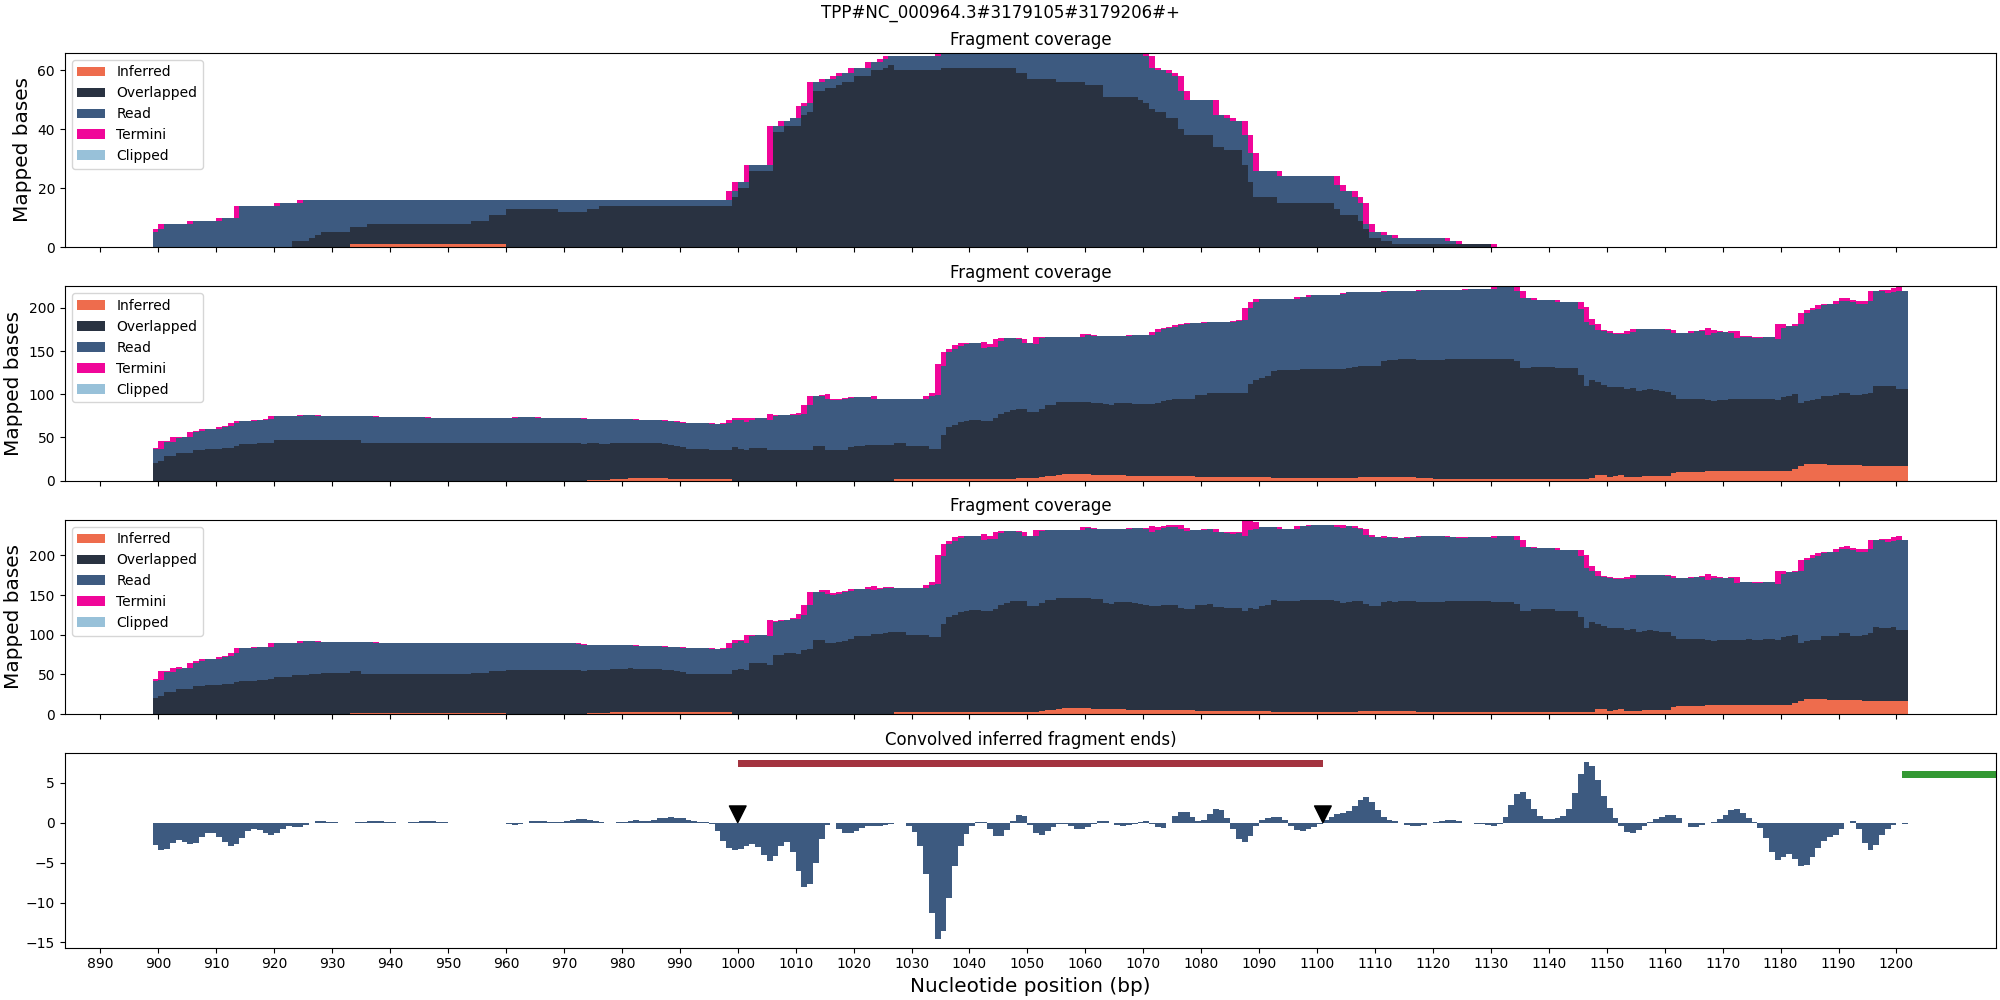 TPP#NC_000964.3#3179105#3179206#+
Fragment coverage
Mapped bases
60
40
20
0
Inferred
Overlapped
Read
Termini
Clipped
Fragment coverage
Mapped bases
200
150
100
50
0
Inferred
Overlapped
Read
Termini
Clipped
Fragment coverage
Mapped bases
200
150
100
50
0
Inferred
Overlapped
Read
Termini
Clipped
Convolved inferred fragment ends)
5
0
−5
−10
−15
890 900 910 920 930 940 950 960 970 980 990 1000 1010 1020 1030 1040 1050 1060 1070 1080 1090 1100 1110 1120 1130 1140 1150 1160 1170 1180 1190 1200
Nucleotide position (bp)